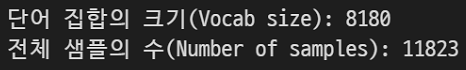 단어 집합의 크기(Vocab size): 8180
전체 샘플의 수(Number of samples): 11823